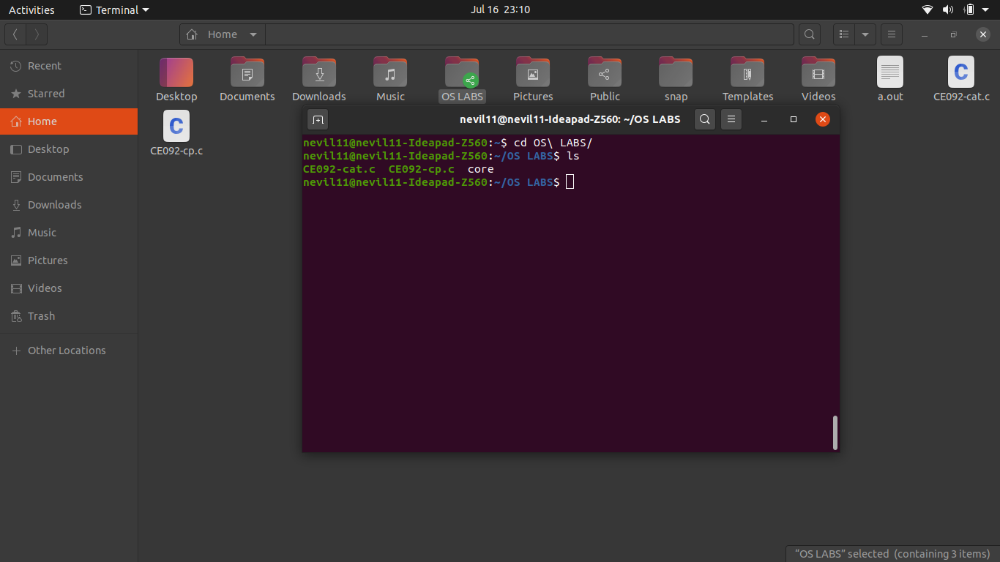 Activities Terminal Jul 16 23:10
Home
Recent
Starred
Home
Desktop
Documents
Downloads
Music
Pictures
Videos
Trash
Other Locations
Desktop Documents Downloads Music OS LABS Pictures Public snap Templates Videos a.out CE092-cat.c
CE092-cp.c
nevil11@nevil11-Ideapad-Z560: ~/OS LABS
nevil11@nevil11-Ideapad-Z560:~$ cd OS\ LABS/
nevil11@nevil11-Ideapad-Z560:~/OS LABS$ ls
CE092-cat.c  CE092-cp.c  core
nevil11@nevil11-Ideapad-Z560:~/OS LABS$
“OS LABS” selected (containing 3 items)